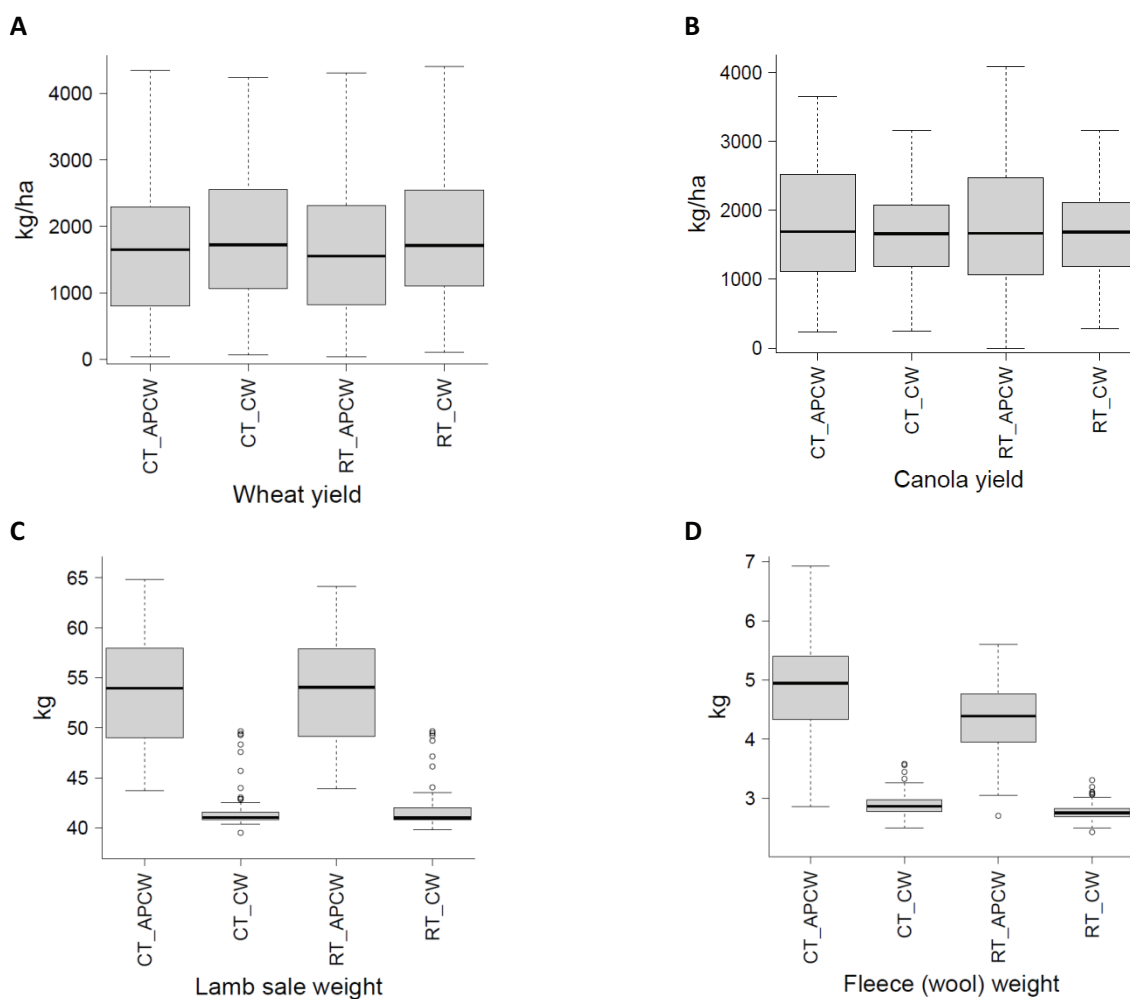 A
kg/ha
4000
3000
2000
1000
0
CT_APCW
CT_CW
RT_APCW
RT_CW
Wheat yield
B
kg/ha
4000
3000
2000
1000
0
CT_APCW
CT_CW
RT_APCW
RT_CW
Canola yield
C
kg
65
60
55
50
45
40
CT_APCW
CT_CW
RT_APCW
RT_CW
Lamb sale weight
D
kg
7
6
5
4
3
CT_APCW
CT_CW
RT_APCW
RT_CW
Fleece (wool) weight